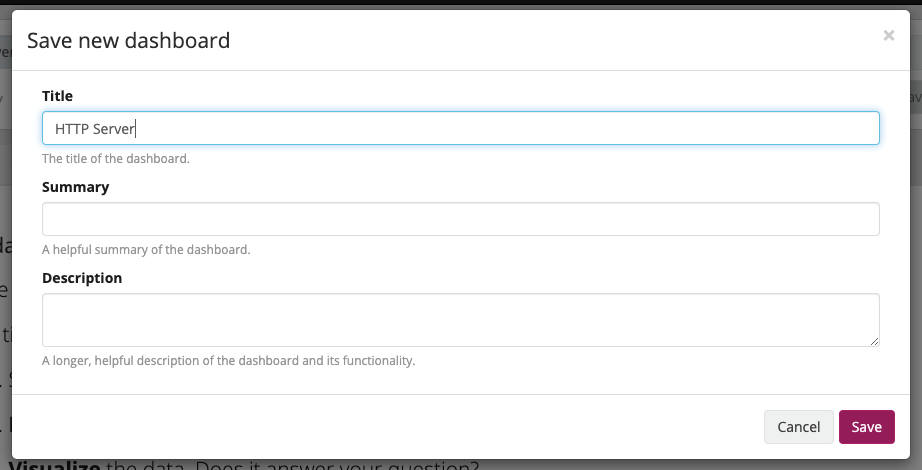 Save new dashboard
×
Title
HTTP Server
The title of the dashboard.
Summary
A helpful summary of the dashboard.
Description
A longer, helpful description of the dashboard and its functionality.
Cancel
Save
Visualize the data. Does it answer your question?